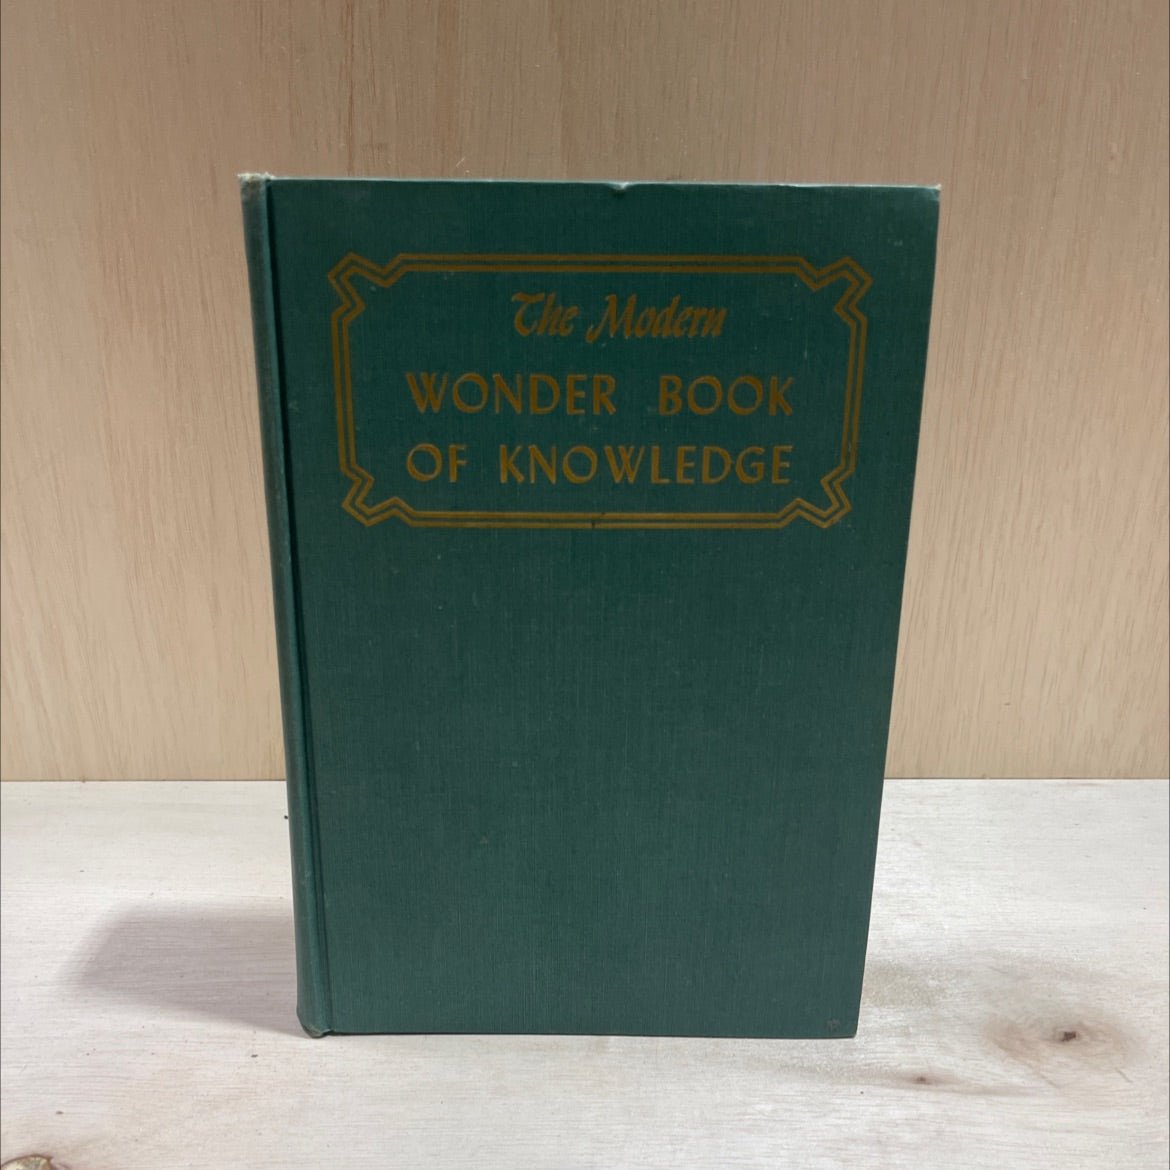 The Modern
WONDER BOOK
OF KNOWLEDGE